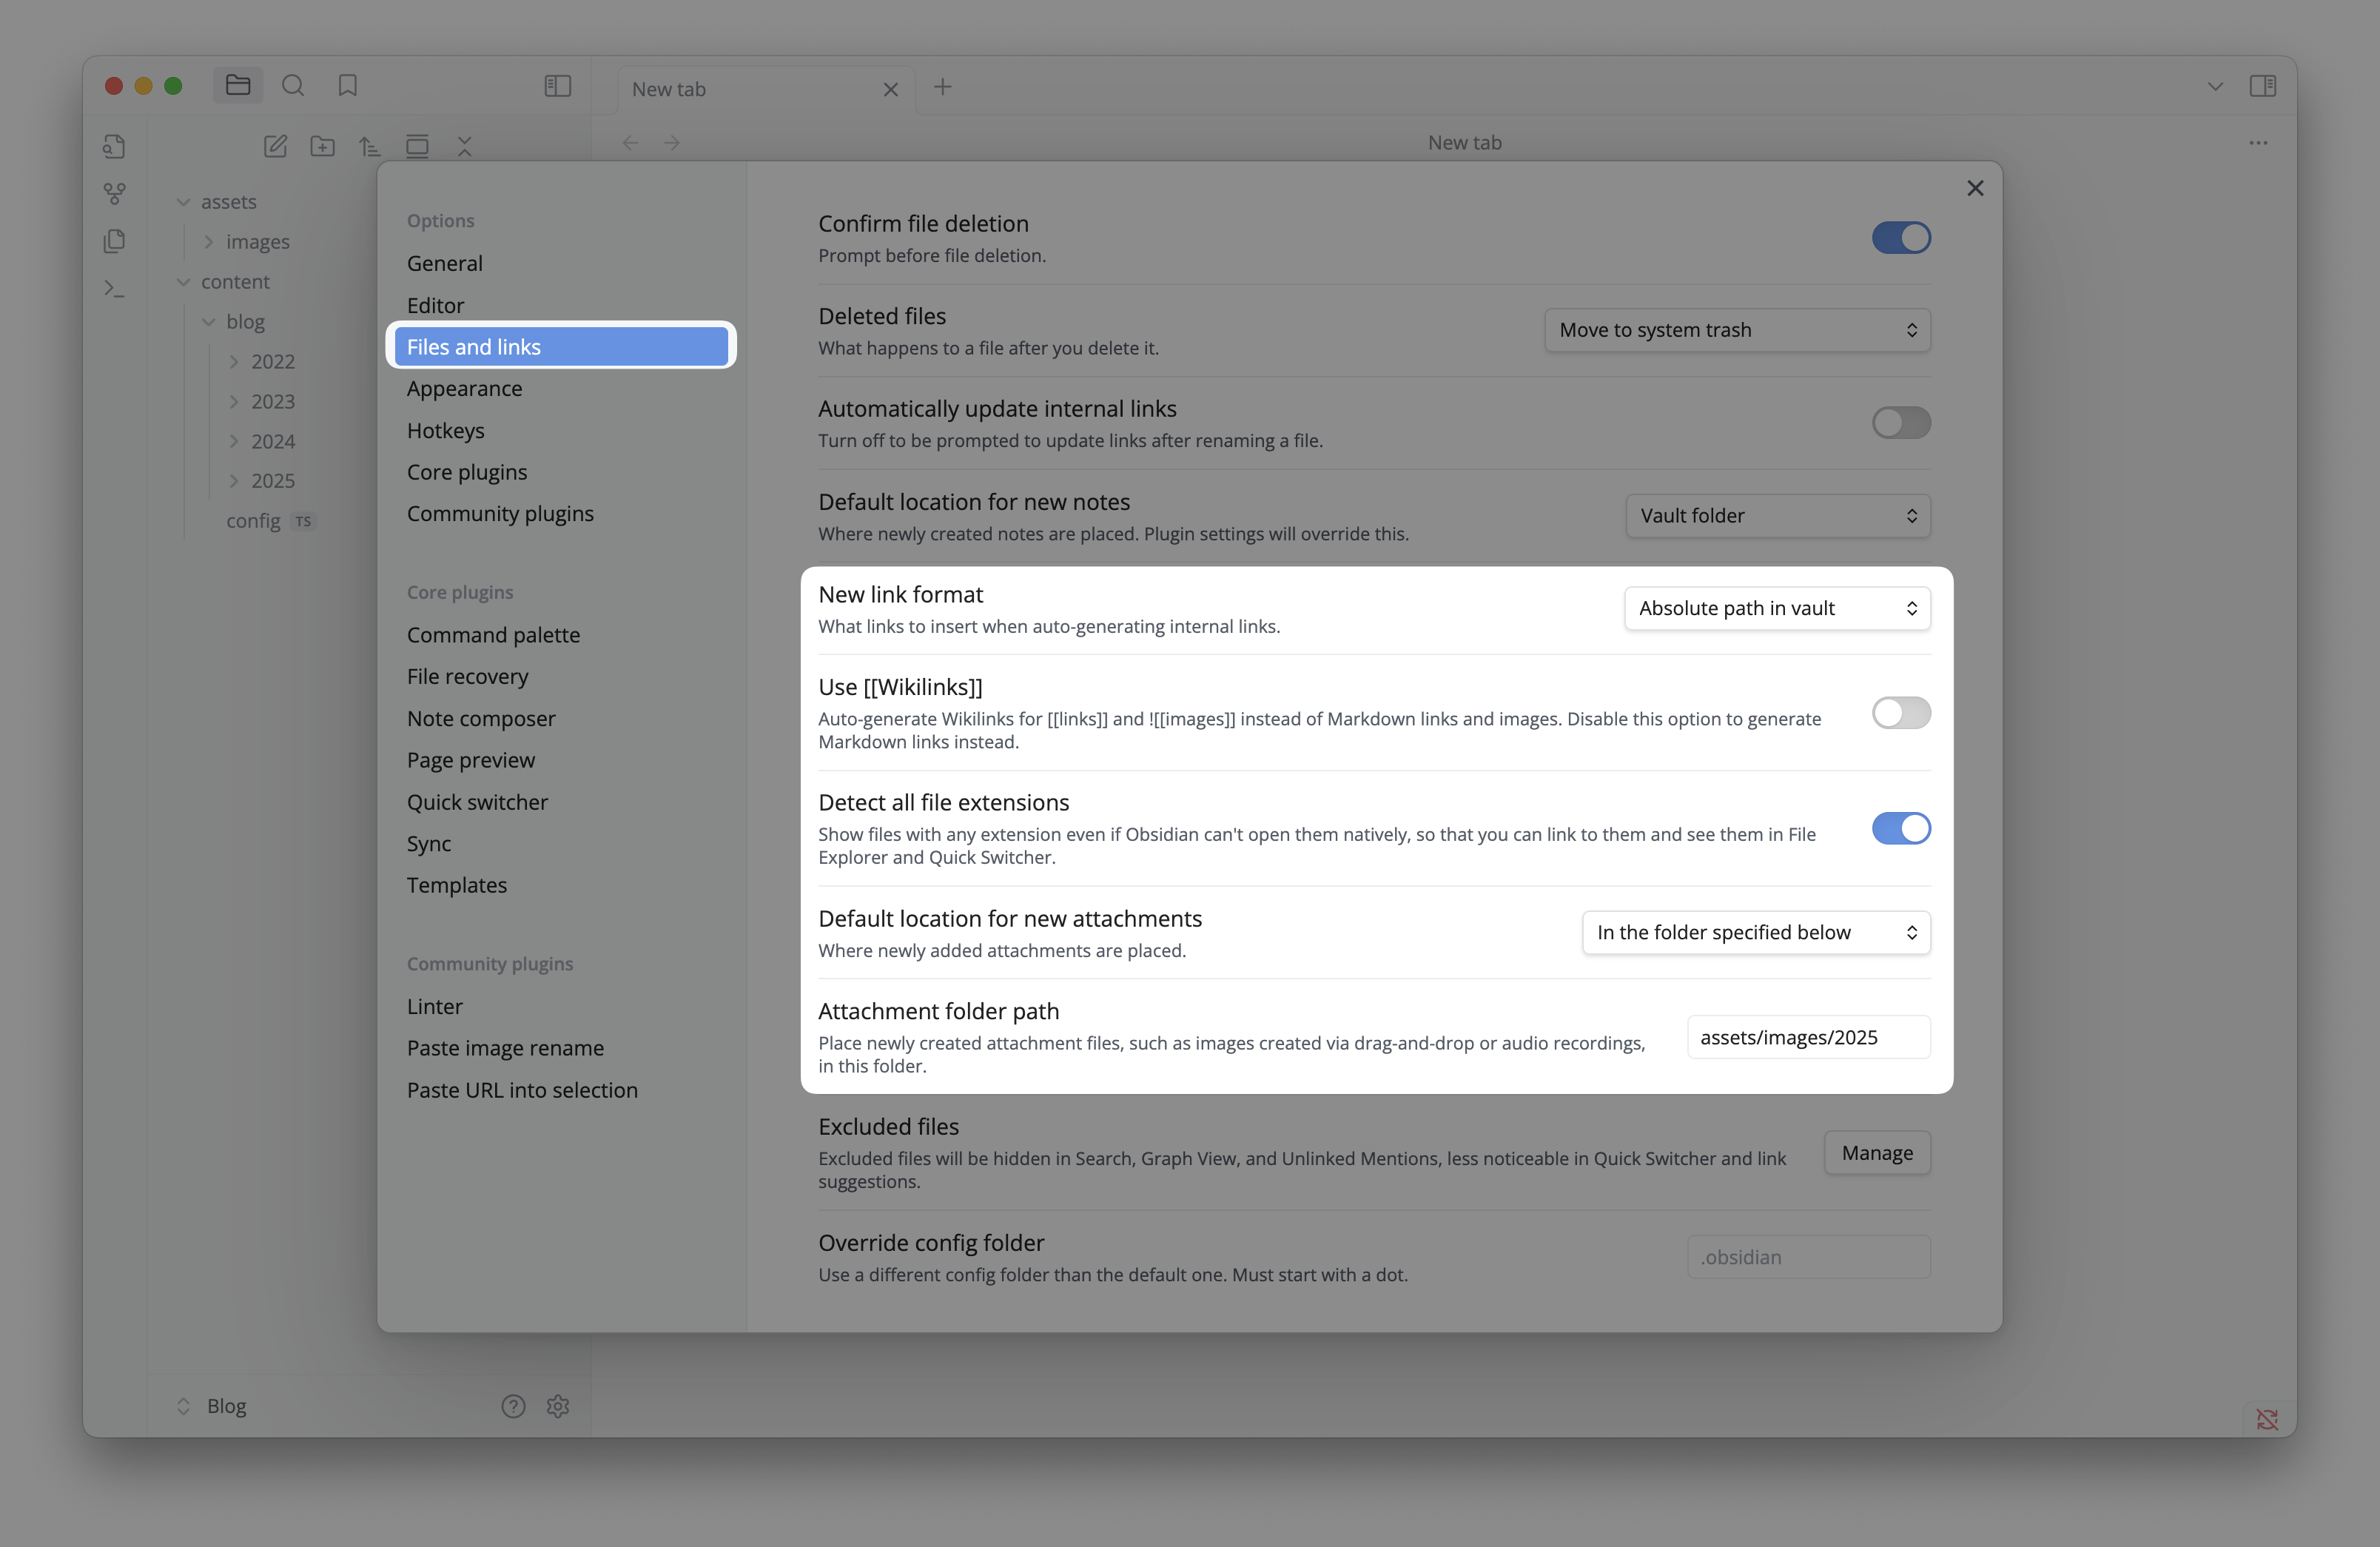 New tab
New tab
assets
images
content
blog
2022
2023
2024
2025
config TS
Blog
Options
General
Editor
Files and links
Appearance
Hotkeys
Core plugins
Community plugins
Core plugins
Command palette
File recovery
Note composer
Page preview
Quick switcher
Sync
Templates
Community plugins
Linter
Paste image rename
Paste URL into selection
Confirm file deletion
Prompt before file deletion.
Deleted files
What happens to a file after you delete it.
Move to system trash
Automatically update internal links
Turn off to be prompted to update links after renaming a file.
Default location for new notes
Where newly created notes are placed. Plugin settings will override this.
Vault folder
New link format
What links to insert when auto-generating internal links.
Absolute path in vault
Use [[Wikilinks]]
Auto-generate Wikilinks for [[links]] and ![[images]] instead of Markdown links and images. Disable this option to generate
Markdown links instead.
Detect all file extensions
Show files with any extension even if Obsidian can't open them natively, so that you can link to them and see them in File
Explorer and Quick Switcher.
Default location for new attachments
Where newly added attachments are placed.
In the folder specified below
Attachment folder path
Place newly created attachment files, such as images created via drag-and-drop or audio recordings,
in this folder.
assets/images/2025
Excluded files
Excluded files will be hidden in Search, Graph View, and Unlinked Mentions, less noticeable in Quick Switcher and link
suggestions.
Manage
Override config folder
Use a different config folder than the default one. Must start with a dot.
.obsidian